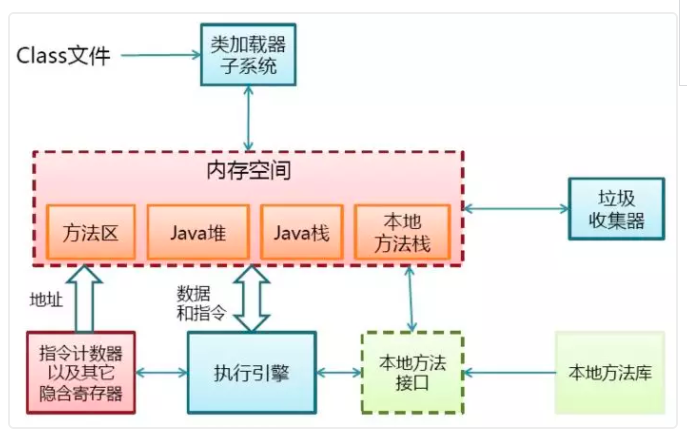 Class文件
类加载器
子系统
内存空间
方法区
Java堆
Java栈
本地
方法栈
垃圾
收集器
地址
数据
和指令
指令计数器
以及其它
隐含寄存器
执行引擎
本地方法
接口
本地方法库